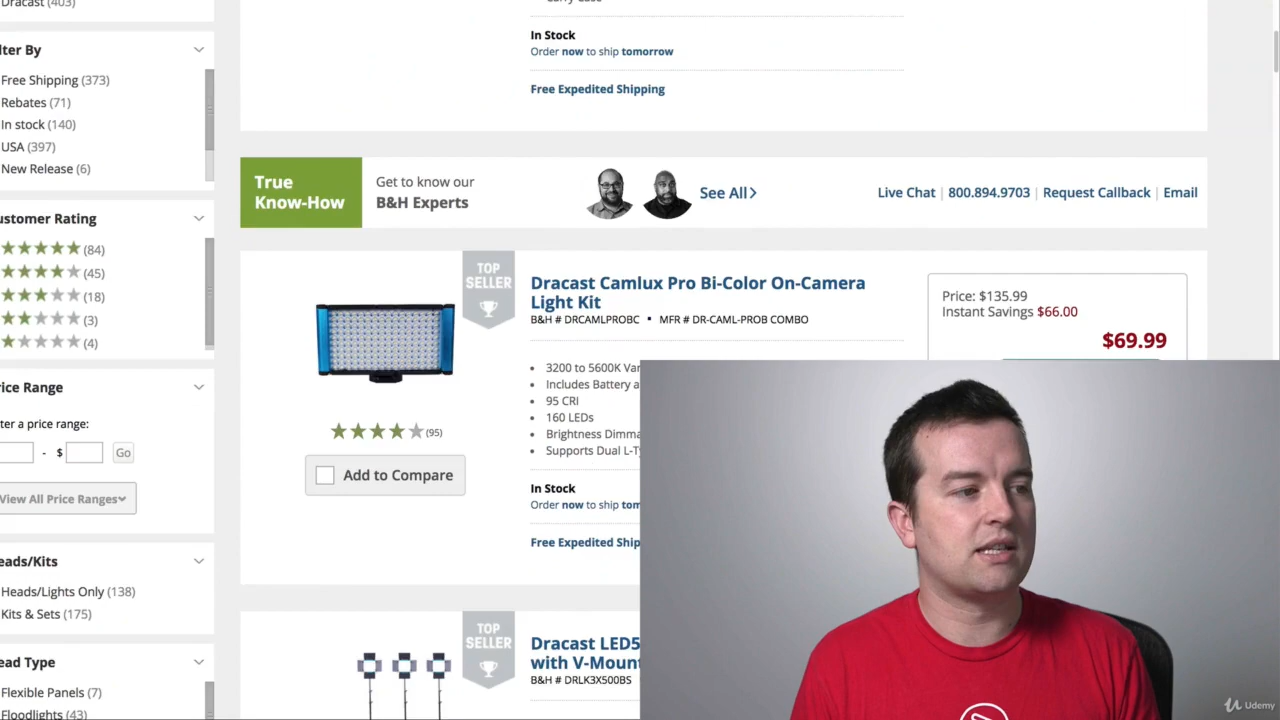 Dracast (403)
lter By
Free Shipping (373)
Rebates (71)
In stock (140)
USA (397)
New Release (6)
ustomer Rating
(84)
(45)
(18)
(3)
(4)
rice Range
ter a price range:
- $ Go
View All Price Ranges
eads/Kits
Heads/Lights Only (138)
Kits & Sets (175)
ead Type
Flexible Panels (7)
Floodlights (43)
Carry Case
In Stock
Order now to ship tomorrow
Free Expedited Shipping
True
Know-How
Get to know our
B&H Experts
See All
Live Chat | 800.894.9703 | Request Callback | Email
TOP
SELLER
Dracast Camlux Pro Bi-Color On-Camera
Light Kit
B&H # DRCAMLPROBC • MFR # DR-CAML-PROB COMBO
Price: $135.99
Instant Savings $66.00
$69.99
• 3200 to 5600K Var
• Includes Battery a
• 95 CRI
• 160 LEDs
• Brightness Dimma
• Supports Dual L-Ty
(95)
Add to Compare
In Stock
Order now to ship tom
Free Expedited Ship
TOP
SELLER
Dracast LED5
with V-Moun
B&H # DRLK3X500BS
Udemy